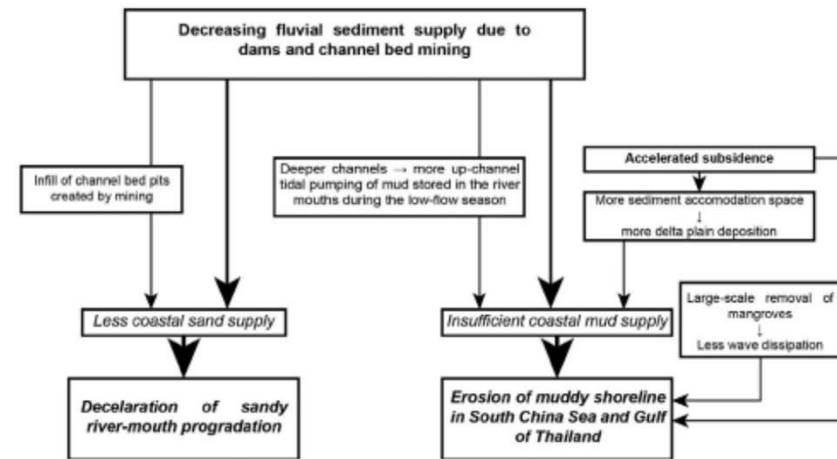 Decreasing fluvial sediment supply due to
dams and channel bed mining
Infill of channel bed pits
created by mining
Deeper channels → more up-channel
tidal pumping of mud stored in the river
mouths during the low-flow season
Accelerated subsidence
More sediment accomodation space
↓
more delta plain deposition
Large-scale removal of
mangroves
↓
Less wave dissipation
Less coastal sand supply
Insufficient coastal mud supply
Decelaration of sandy
river-mouth progradation
Erosion of muddy shoreline
in South China Sea and Gulf
of Thailand